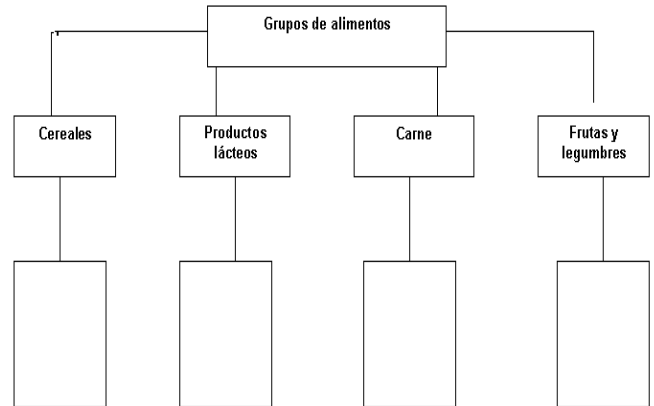 Grupos de alimentos
Cereales
Productos
lácteos
Carne
Frutas y
legumbres